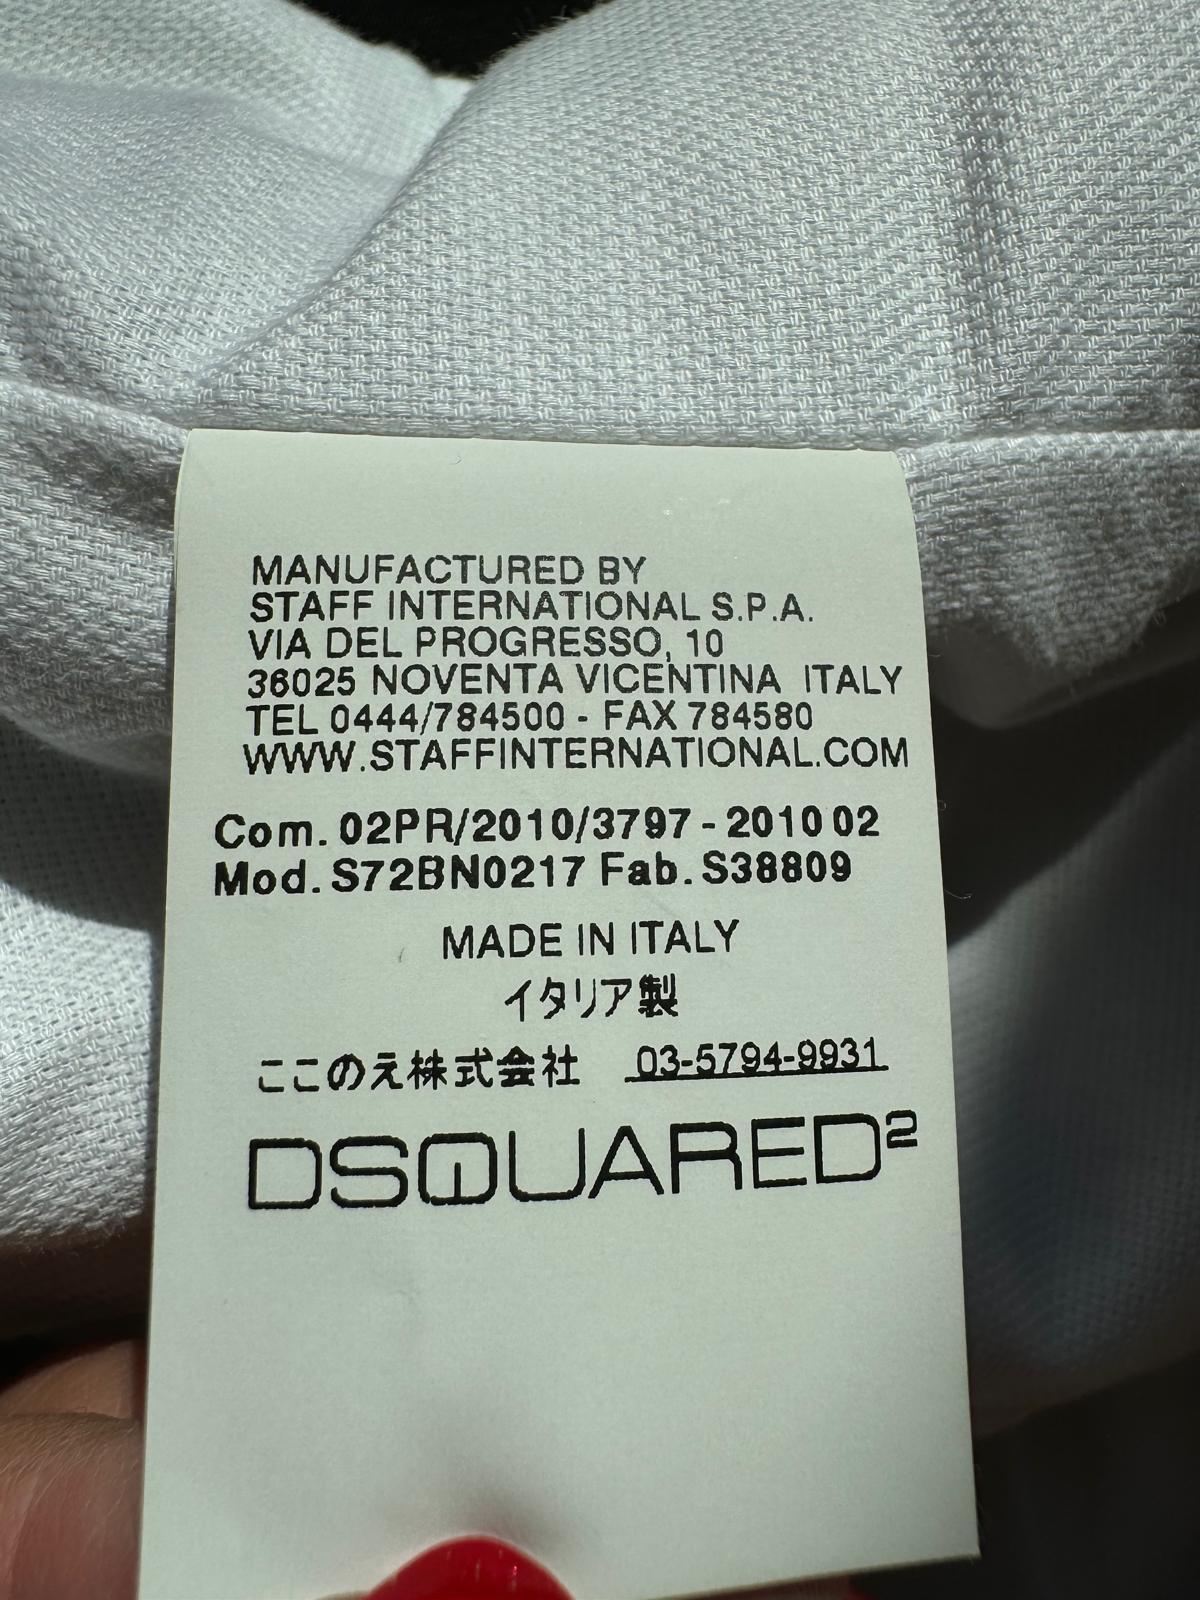 MANUFACTURED BY
STAFF INTERNATIONAL S.P.A.
VIA DEL PROGRESSO, 10
36025 NOVENTA VICENTINA ITALY
TEL 0444/784500 - FAX 784580
WWW.STAFFINTERNATIONAL.COM
Com. 02PR/2010/3797 - 2010 02
Mod. S72BN0217 Fab. S38809
MADE IN ITALY
イタリア製
ここのえ株式会社 03-5794-9931
DSQUARED²